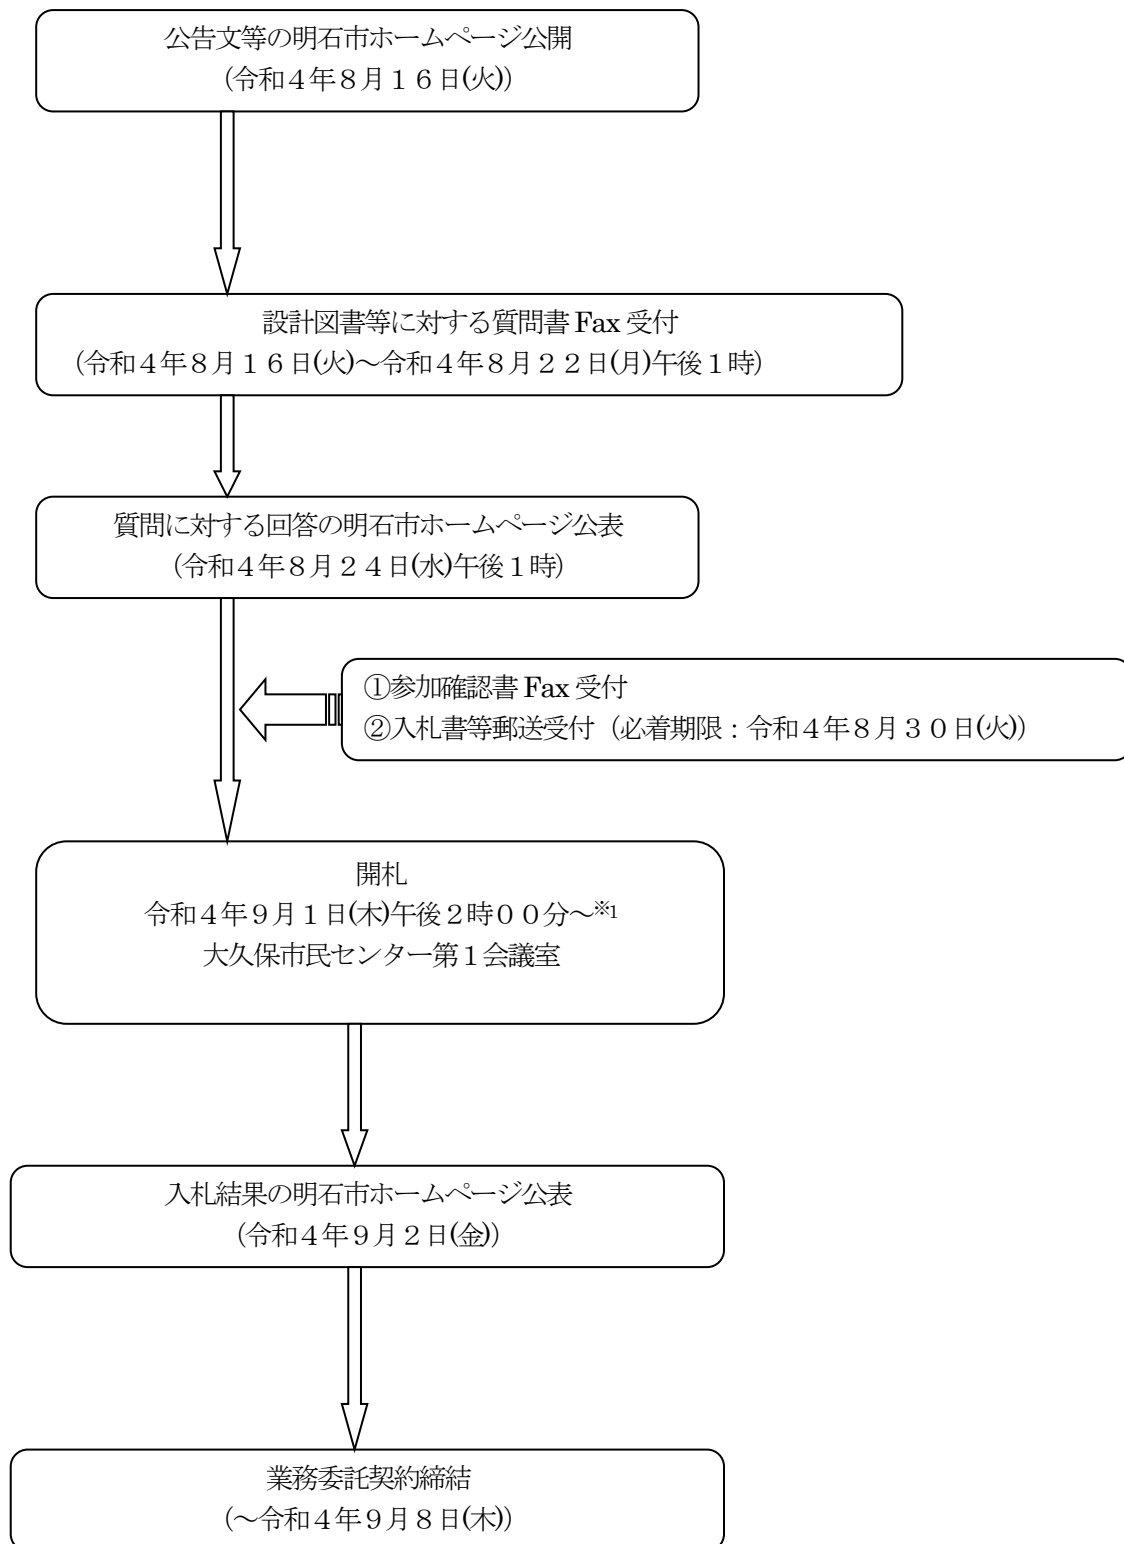 公告文等の明石市ホームページ公開
(令和４年８月１６日(火))
設計図書等に対する質問書 Fax 受付
(令和４年８月１６日(火)～令和４年８月２２日(月)午後１時)
質問に対する回答の明石市ホームページ公表
(令和４年８月２４日(水)午後１時)
①参加確認書 Fax 受付
②入札書等郵送受付（必着期限：令和４年８月３０日(火)）
開札
令和４年９月１日(木)午後２時００分～※1
大久保市民センター第１会議室
入札結果の明石市ホームページ公表
(令和４年９月２日(金))
業務委託契約締結
(～令和４年９月８日(木))